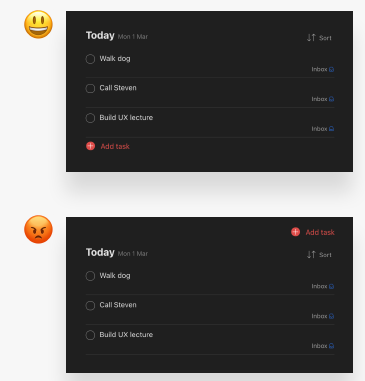 Today Mon 1 Mar
Sort
Walk dog
Inbox
Call Steven
Inbox
Build UX lecture
Inbox
Add task
Add task
Today Mon 1 Mar
Sort
Walk dog
Inbox
Call Steven
Inbox
Build UX lecture
Inbox